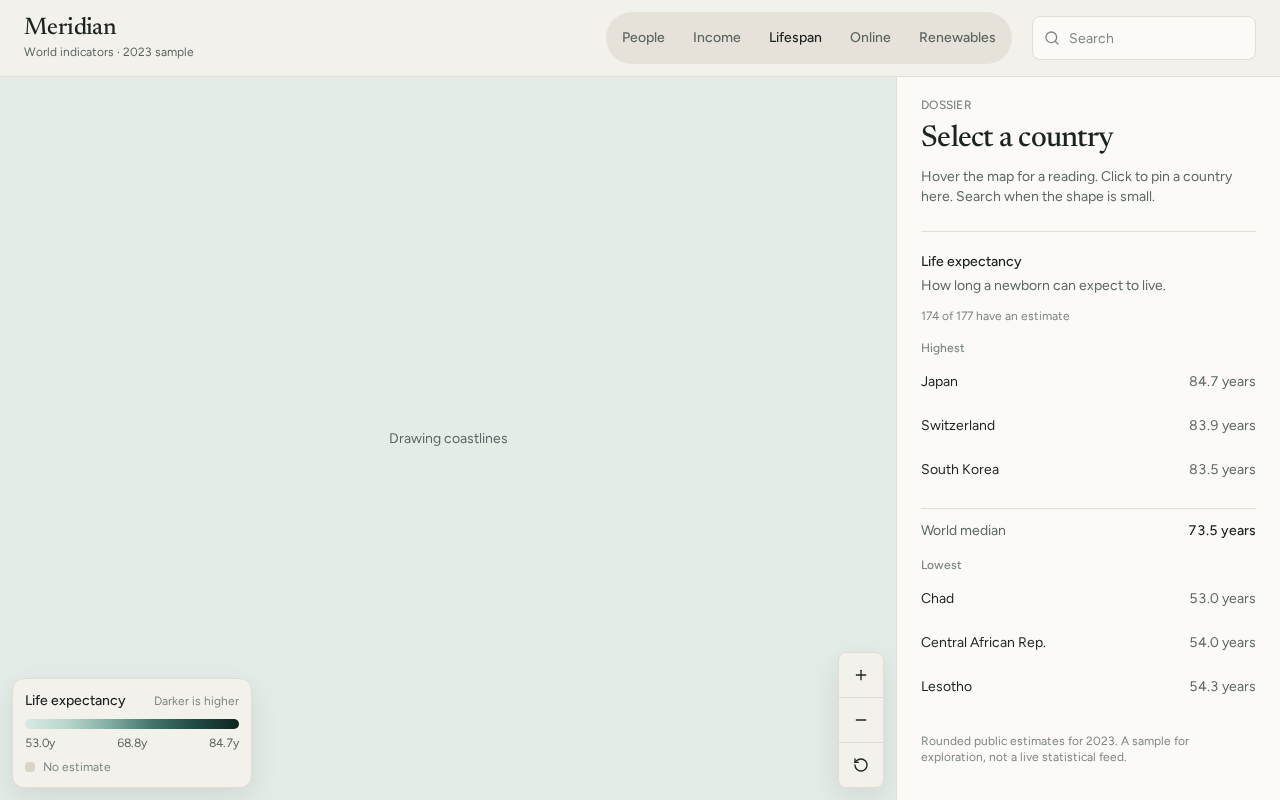 Meridian
World indicators · 2023 sample
People
Income
Lifespan
Online
Renewables
Search
Drawing coastlines
Life expectancy
Darker is higher
53.0y
68.8y
84.7y
No estimate
DOSSIER
Select a country
Hover the map for a reading. Click to pin a country
here. Search when the shape is small.
Life expectancy
How long a newborn can expect to live.
174 of 177 have an estimate
Highest
Japan 84.7 years
Switzerland 83.9 years
South Korea 83.5 years
World median 73.5 years
Lowest
Chad 53.0 years
Central African Rep. 54.0 years
Lesotho 54.3 years
Rounded public estimates for 2023. A sample for
exploration, not a live statistical feed.